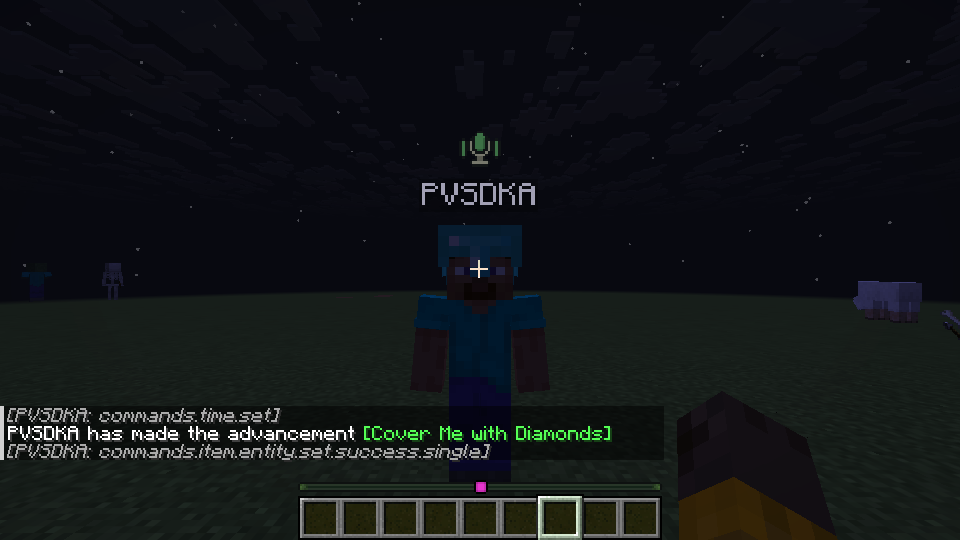 PVSDKA
[PVSDKA: commands.time.set]
PVSDKA has made the advancement [Cover Me with Diamonds]
[PVSDKA: commands.item.entity.set.success.single]